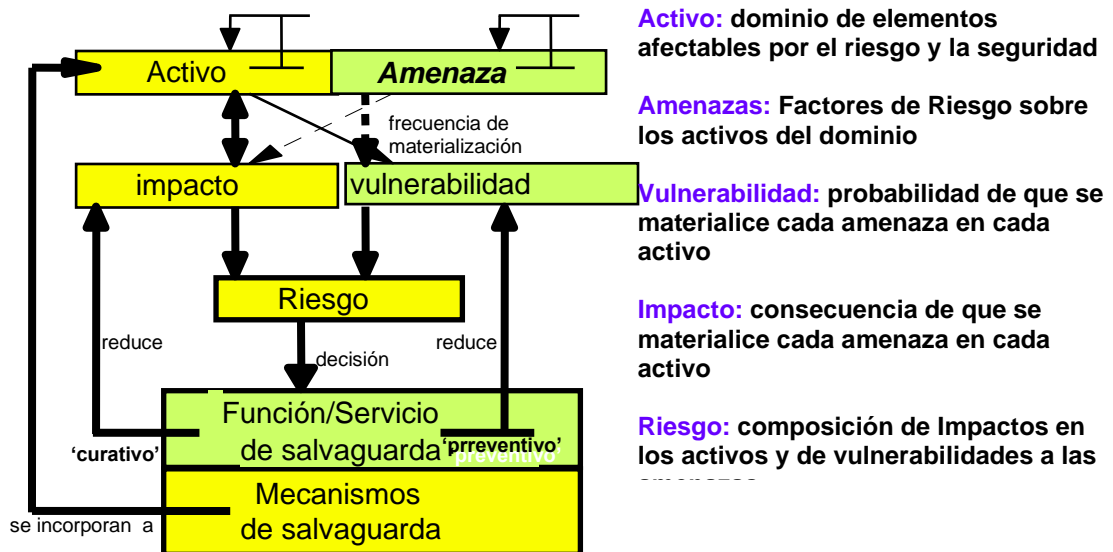 Activo
Amenaza
frecuencia de
materialización
impacto
vulnerabilidad
Riesgo
reduce
decisión
reduce
Función/Servicio
de salvaguarda
'curativo'
'prreventivo'
preventivo'
Mecanismos
de salvaguarda
se incorporan a
Activo: dominio de elementos
afectables por el riesgo y la seguridad
Amenazas: Factores de Riesgo sobre
los activos del dominio
Vulnerabilidad: probabilidad de que se
materialice cada amenaza en cada
activo
Impacto: consecuencia de que se
materialice cada amenaza en cada
activo
Riesgo: composición de Impactos en
los activos y de vulnerabilidades a las